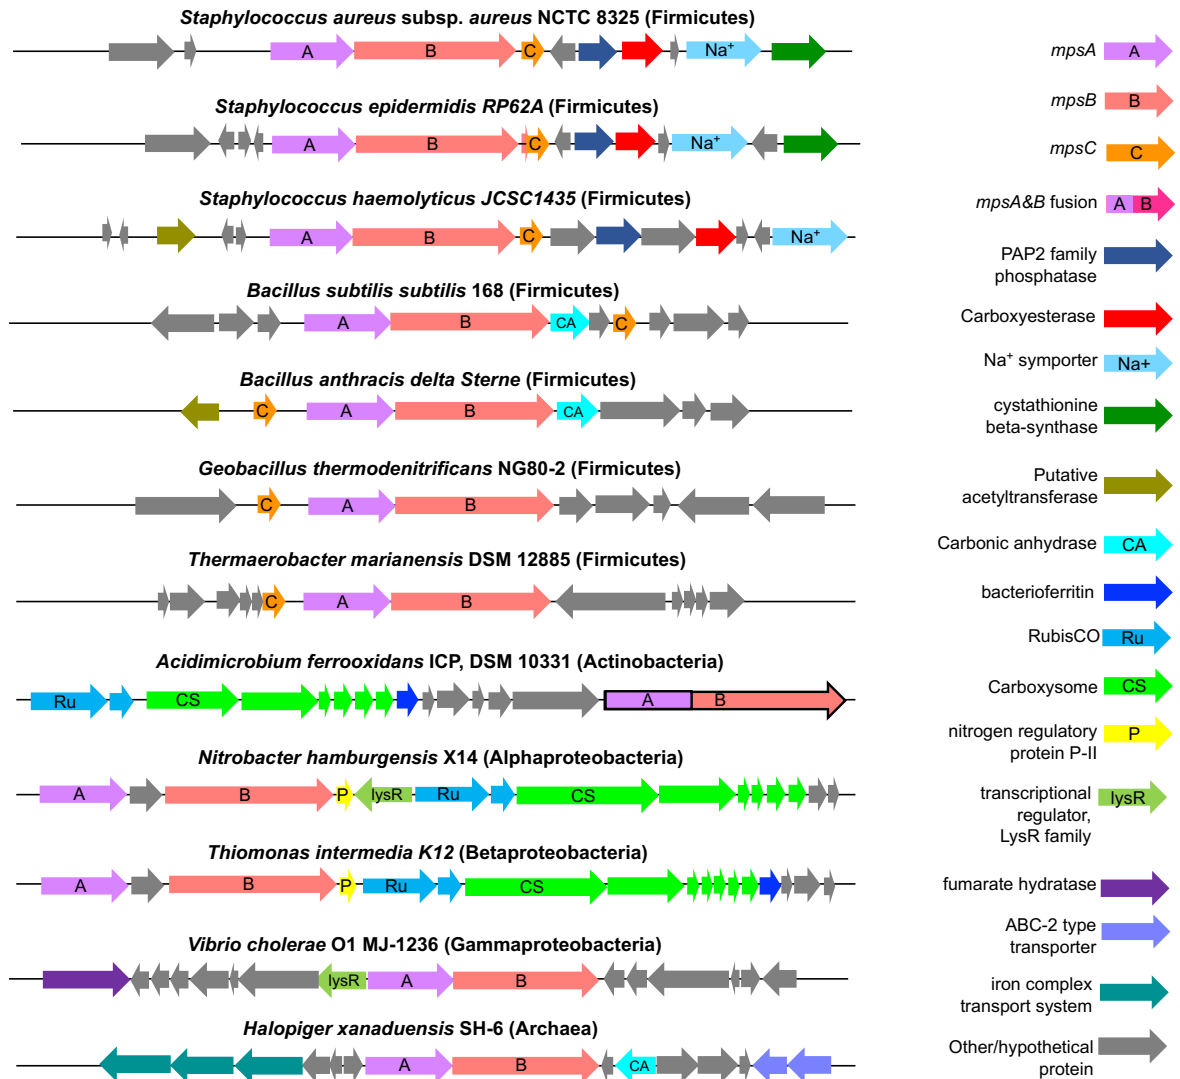 Staphylococcus aureus subsp. aureus NCTC 8325 (Firmicutes)
A B C Na+
Staphylococcus epidermidis RP62A (Firmicutes)
A B C Na+
Staphylococcus haemolyticus JCSC1435 (Firmicutes)
A B C Na+
Bacillus subtilis subtilis 168 (Firmicutes)
A B CA C
Bacillus anthracis delta Sterne (Firmicutes)
C A B CA
Geobacillus thermodenitrificans NG80-2 (Firmicutes)
C A B
Thermaerobacter marianensis DSM 12885 (Firmicutes)
C A B
Acidimicrobium ferrooxidans ICP, DSM 10331 (Actinobacteria)
Ru CS A B
Nitrobacter hamburgensis X14 (Alphaproteobacteria)
A B P lysR Ru CS
Thiomonas intermedia K12 (Betaproteobacteria)
A B P Ru CS
Vibrio cholerae O1 MJ-1236 (Gammaproteobacteria)
lysR A B
Halopiger xanaduensis SH-6 (Archaea)
A B CA
mpsA A
mpsB B
mpsC C
mpsA&B fusion A B
PAP2 family
phosphatase
Carboxyesterase
Na+ symporter Na+
cystathionine
beta-synthase
Putative
acetyltransferase
Carbonic anhydrase CA
bacterioferritin
RubisCO Ru
Carboxysome CS
nitrogen regulatory
protein P-II P
transcriptional
regulator,
LysR family lysR
fumarate hydratase
ABC-2 type
transporter
iron complex
transport system
Other/hypothetical
protein